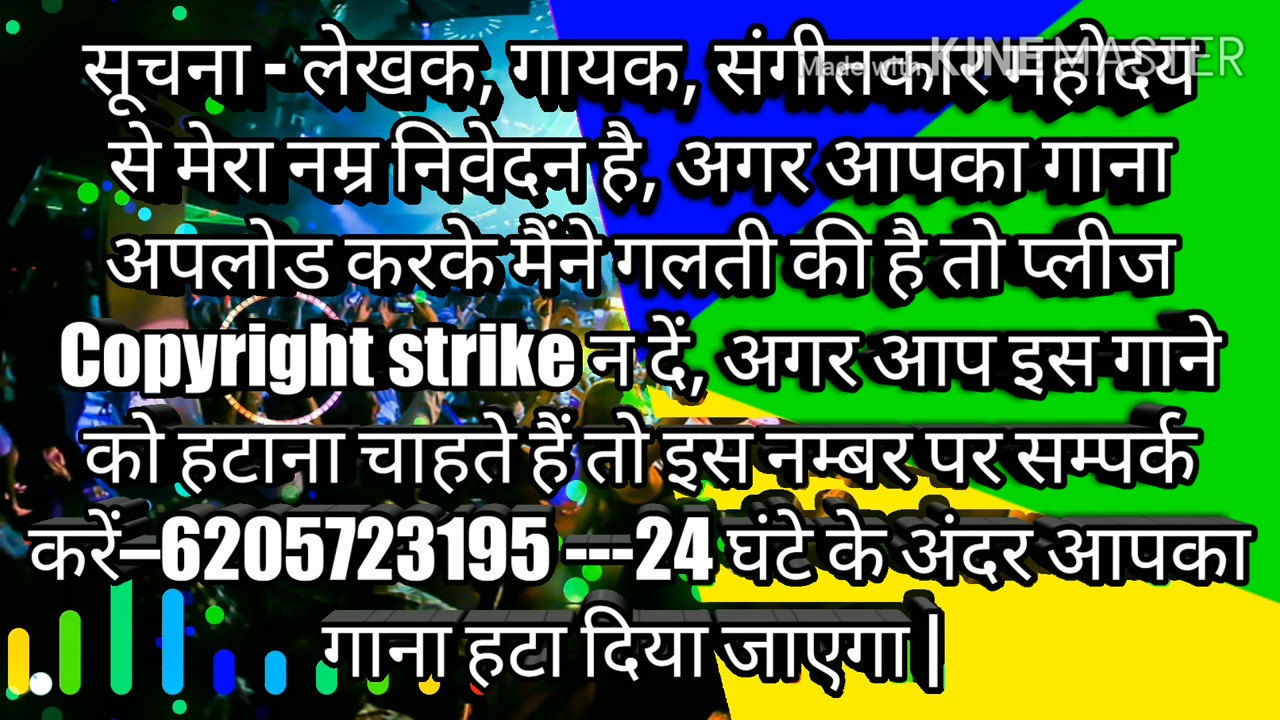 सूचना - लेखक, गायक, संगीतकार महोदय
Made with KINEMASTER
से मेरा नम्र निवेदन है, अगर आपका गाना
अपलोड करके मैंने गलती की है तो प्लीज
Copyright strike न दें, अगर आप इस गाने
को हटाना चाहते हैं तो इस नम्बर पर सम्पर्क
करें–6205723195 ---24 घंटे के अंदर आपका
गाना हटा दिया जाएगा |